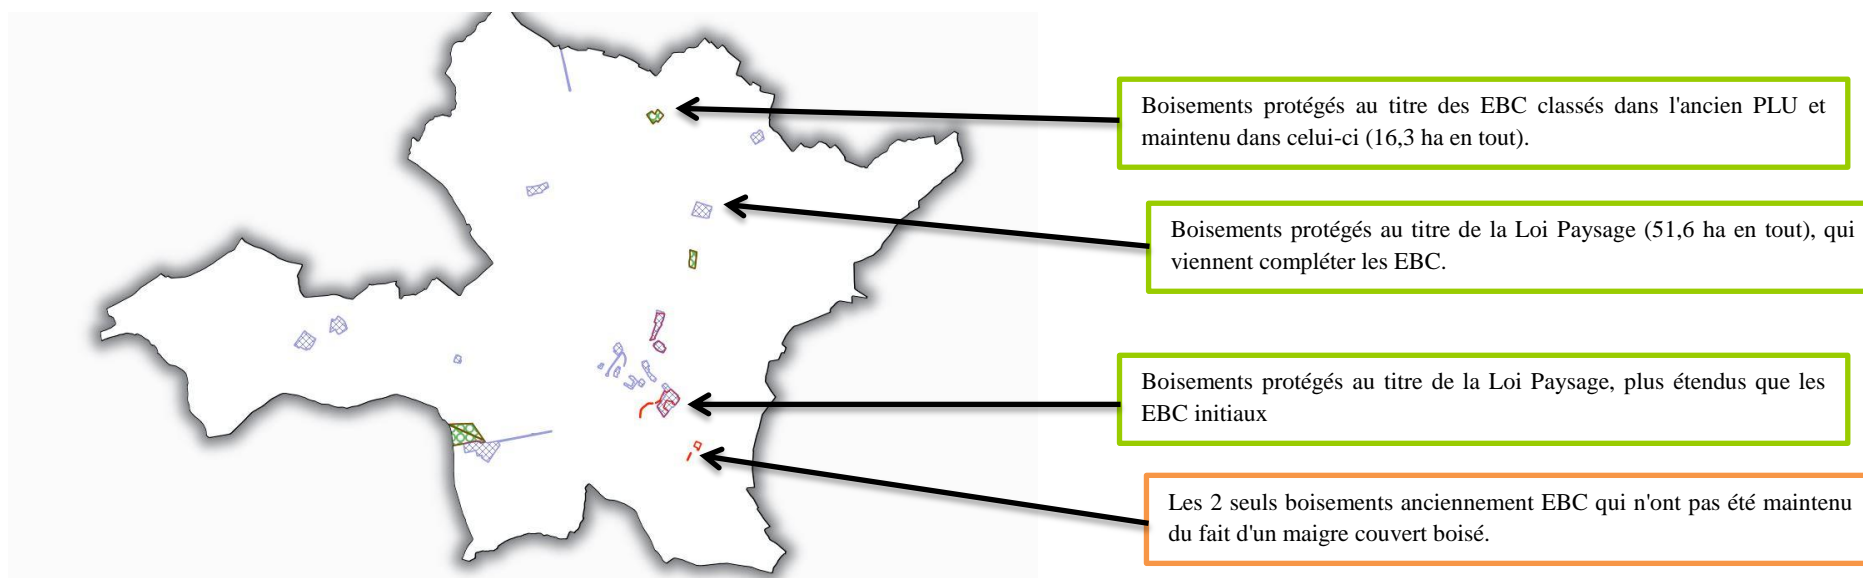 Boisements protégés au titre des EBC classés dans l'ancien PLU et
maintenu dans celui-ci (16,3 ha en tout).
Boisements protégés au titre de la Loi Paysage (51,6 ha en tout), qui
viennent compléter les EBC.
Boisements protégés au titre de la Loi Paysage, plus étendus que les
EBC initiaux
Les 2 seuls boisements anciennement EBC qui n'ont pas été maintenu
du fait d'un maigre couvert boisé.